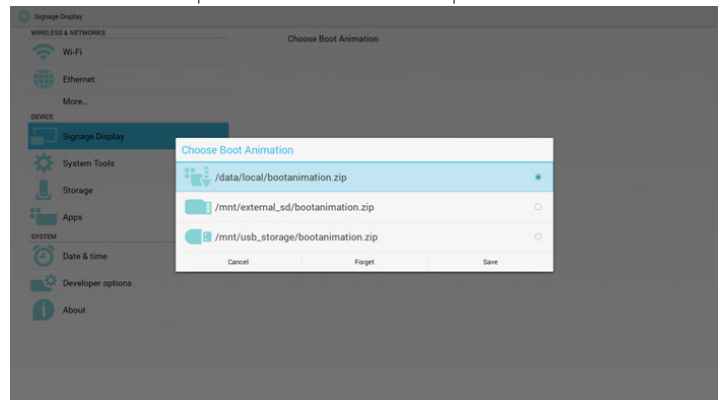 Signage Display
WIRELESS & NETWORKS
Wi-Fi
Ethernet
More...
DEVICE
Signage Display
System Tools
Storage
Apps
SYSTEM
Date & time
Developer options
About
Choose Boot Animation
Choose Boot Animation
/data/local/bootanimation.zip
/mnt/external_sd/bootanimation.zip
/mnt/usb_storage/bootanimation.zip
Cancel Forget Save